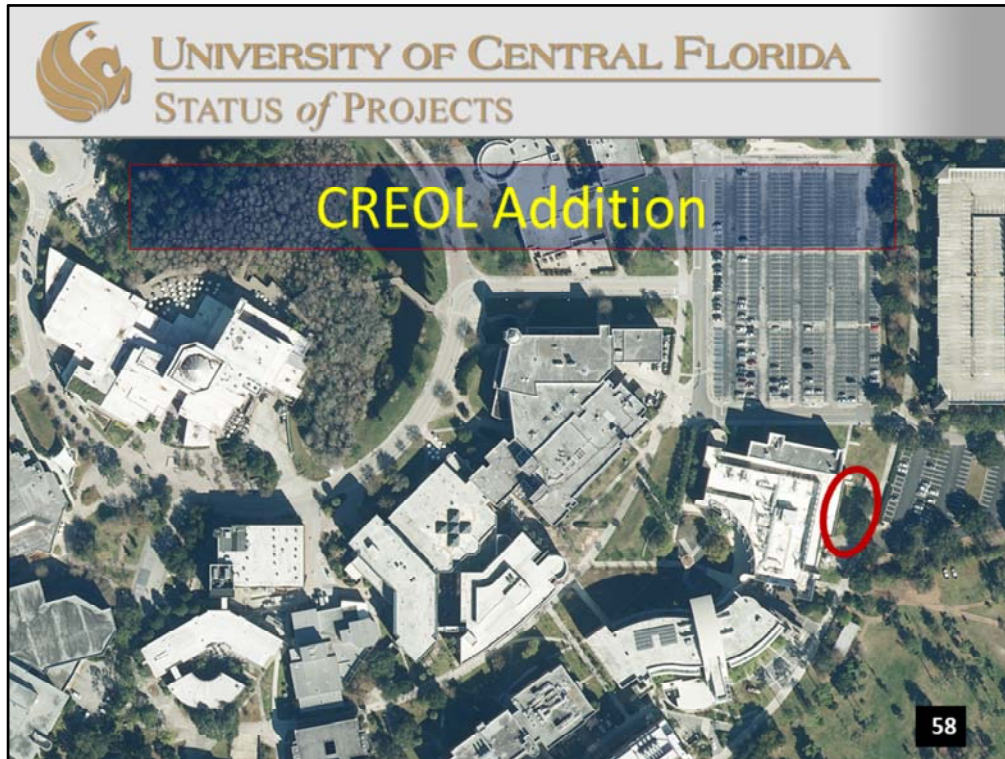 UNIVERSITY OF CENTRAL FLORIDA
STATUS of PROJECTS
CREOL Addition
58